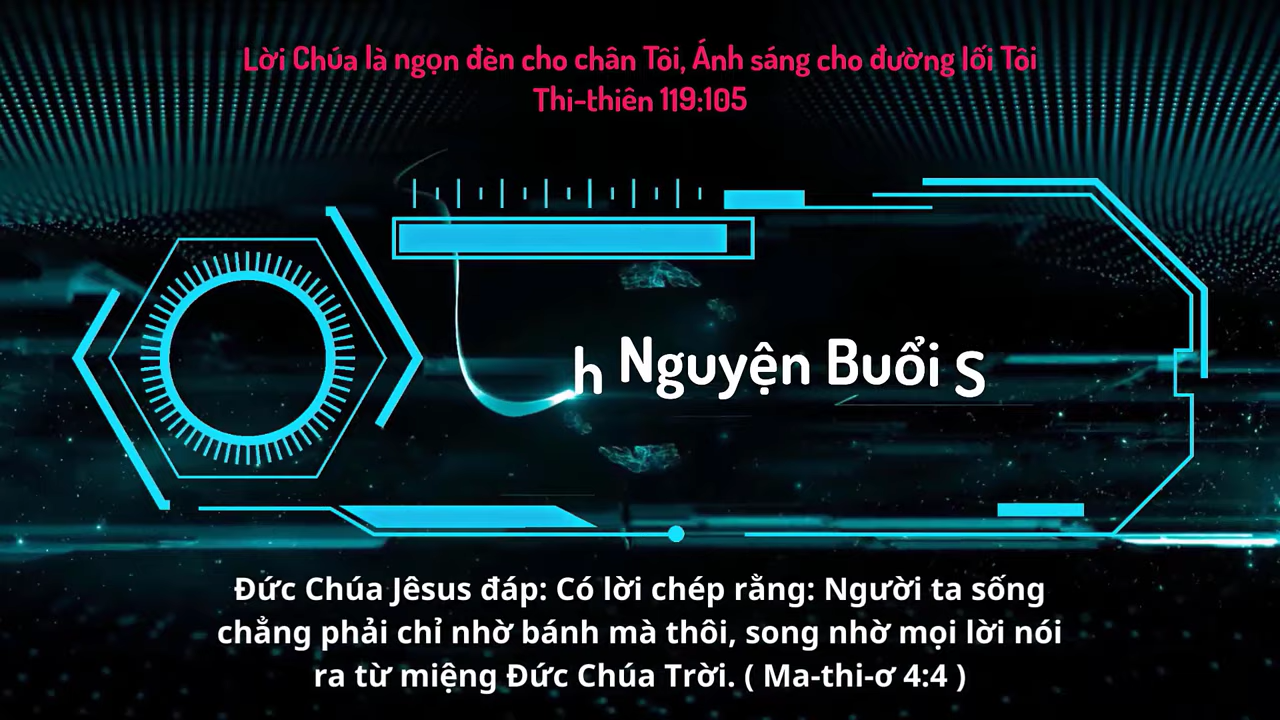 Lời Chúa là ngọn đèn cho chân Tôi, Ánh sáng cho đường lối Tôi
Thi-thiên 119:105
h Nguyện Buổi S
Đức Chúa Jêsus đáp: Có lời chép rằng: Người ta sống
chẳng phải chỉ nhờ bánh mà thôi, song nhờ mọi lời nói
ra từ miệng Đức Chúa Trời. ( Ma-thi-ơ 4:4 )